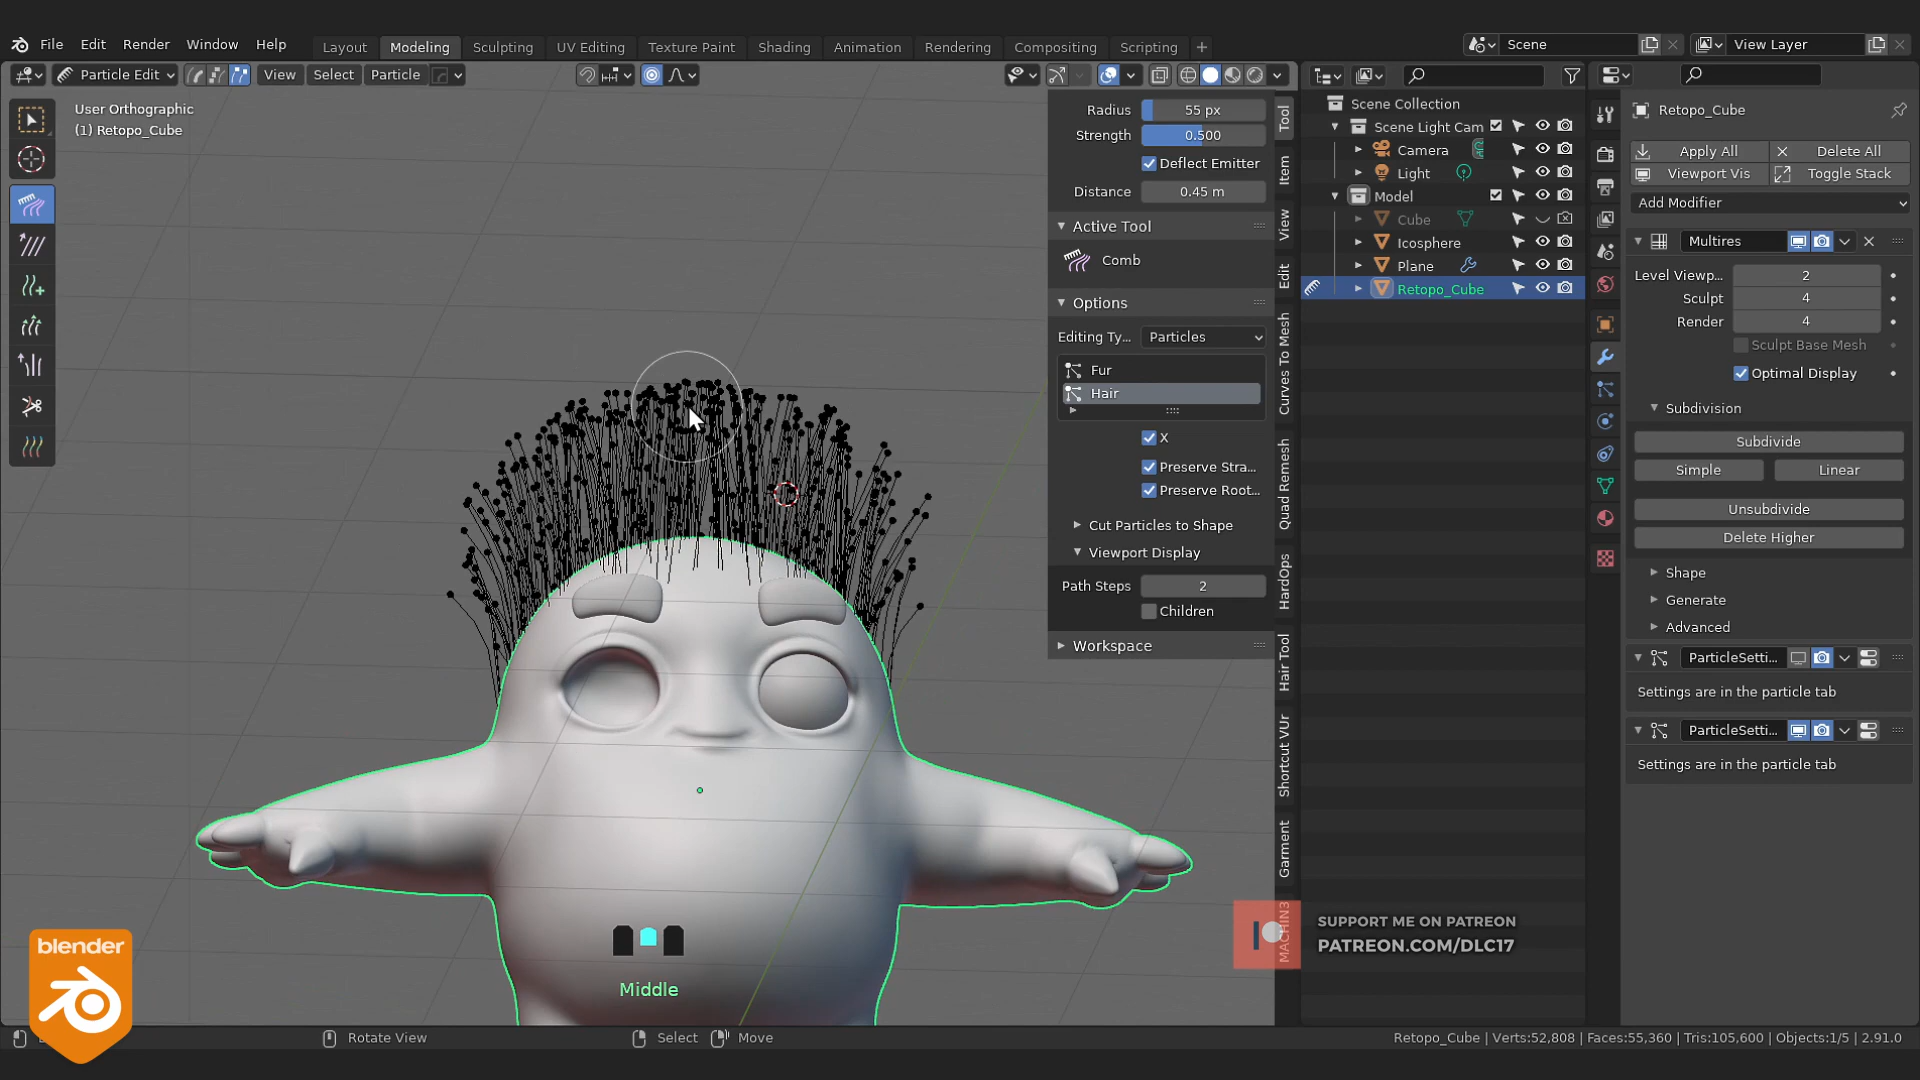 File Edit Render Window Help
Layout Modeling Sculpting UV Editing Texture Paint Shading Animation Rendering Compositing Scripting +
Scene
View Layer
Particle Edit
View Select Particle
User Orthographic
(1) Retopo_Cube
Radius 55 px
Strength 0.500
Deflect Emitter
Distance 0.45 m
Active Tool
Comb
Options
Editing Ty... Particles
Fur
Hair
X
Preserve Stra...
Preserve Root...
Cut Particles to Shape
Viewport Display
Path Steps 2
Children
Workspace
Tool
Item
View
Edit
Curves To Mesh
Quad Remesh
HardOps
Hair Tool
Shortcut VUr
Garment
MACHIN3
Scene Collection
Scene Light Cam
Camera
Light
Model
Cube
Icosphere
Plane
Retopo_Cube
Retopo_Cube
Apply All Delete All
Viewport Vis Toggle Stack
Add Modifier
Multires
Level Viewp... 2
Sculpt 4
Render 4
Sculpt Base Mesh
Optimal Display
Subdivision
Subdivide
Simple Linear
Unsubdivide
Delete Higher
Shape
Generate
Advanced
ParticleSetti...
Settings are in the particle tab
ParticleSetti...
Settings are in the particle tab
SUPPORT ME ON PATREON
PATREON.COM/DLC17
blender
Middle
Rotate View
Select
Move
Retopo_Cube | Verts:52,808 | Faces:55,360 | Tris:105,600 | Objects:1/5 | 2.91.0